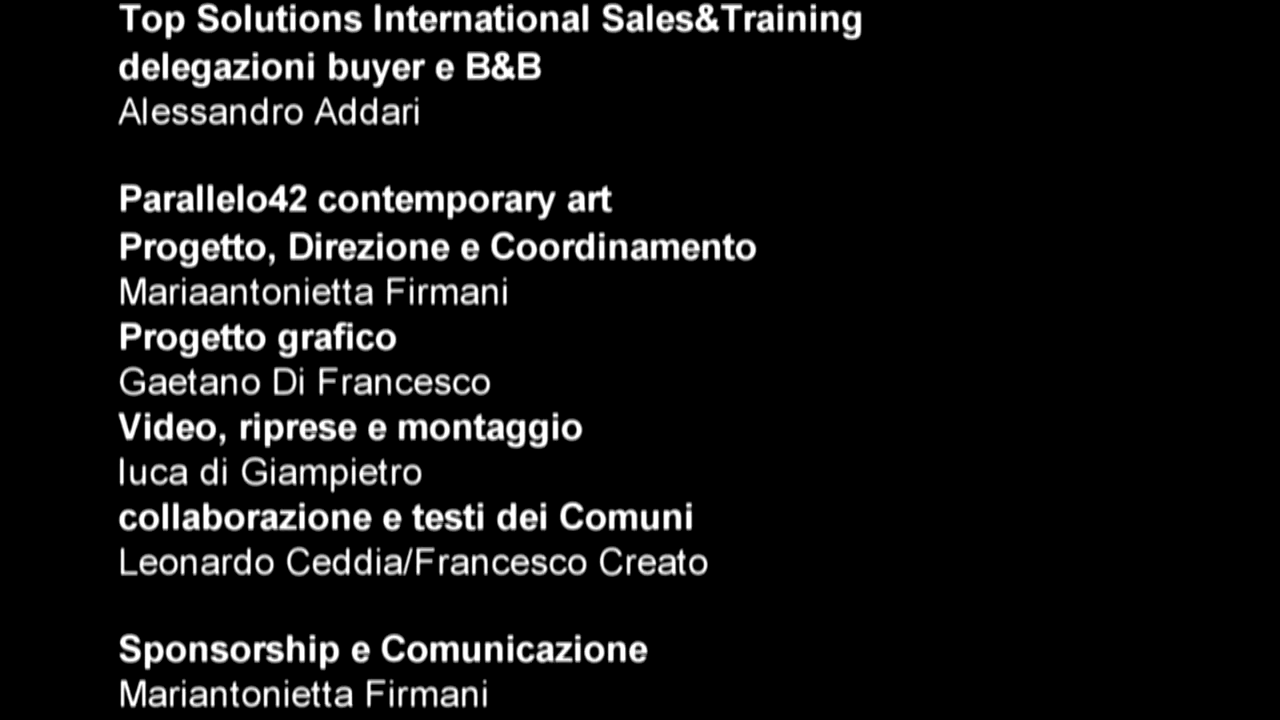 Top Solutions International Sales&Training
delegazioni buyer e B&B
Alessandro Addari
Parallelo42 contemporary art
Progetto, Direzione e Coordinamento
Mariaantonietta Firmani
Progetto grafico
Gaetano Di Francesco
Video, riprese e montaggio
luca di Giampietro
collaborazione e testi dei Comuni
Leonardo Ceddia/Francesco Creato
Sponsorship e Comunicazione
Mariantonietta Firmani